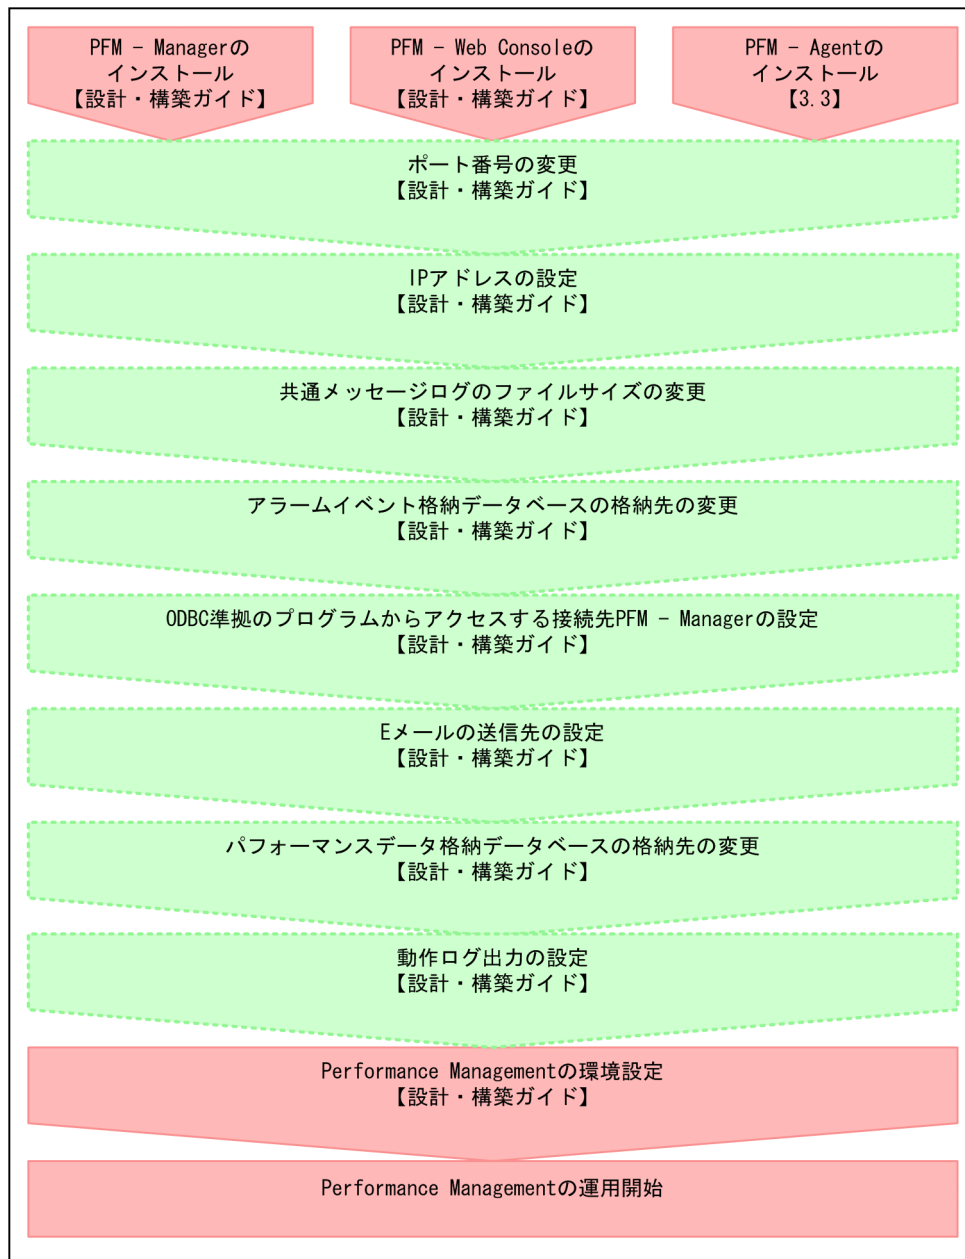 PFM − Managerの
インストール
【設計・構築ガイド】
PFM − Web Consoleの
インストール
【設計・構築ガイド】
PFM − Agentの
インストール
【3.3】
ポート番号の変更
【設計・構築ガイド】
IPアドレスの設定
【設計・構築ガイド】
共通メッセージログのファイルサイズの変更
【設計・構築ガイド】
アラームイベント格納データベースの格納先の変更
【設計・構築ガイド】
ODBC準拠のプログラムからアクセスする接続先PFM − Managerの設定
【設計・構築ガイド】
Eメールの送信先の設定
【設計・構築ガイド】
パフォーマンスデータ格納データベースの格納先の変更
【設計・構築ガイド】
動作ログ出力の設定
【設計・構築ガイド】
Performance Managementの環境設定
【設計・構築ガイド】
Performance Managementの運用開始